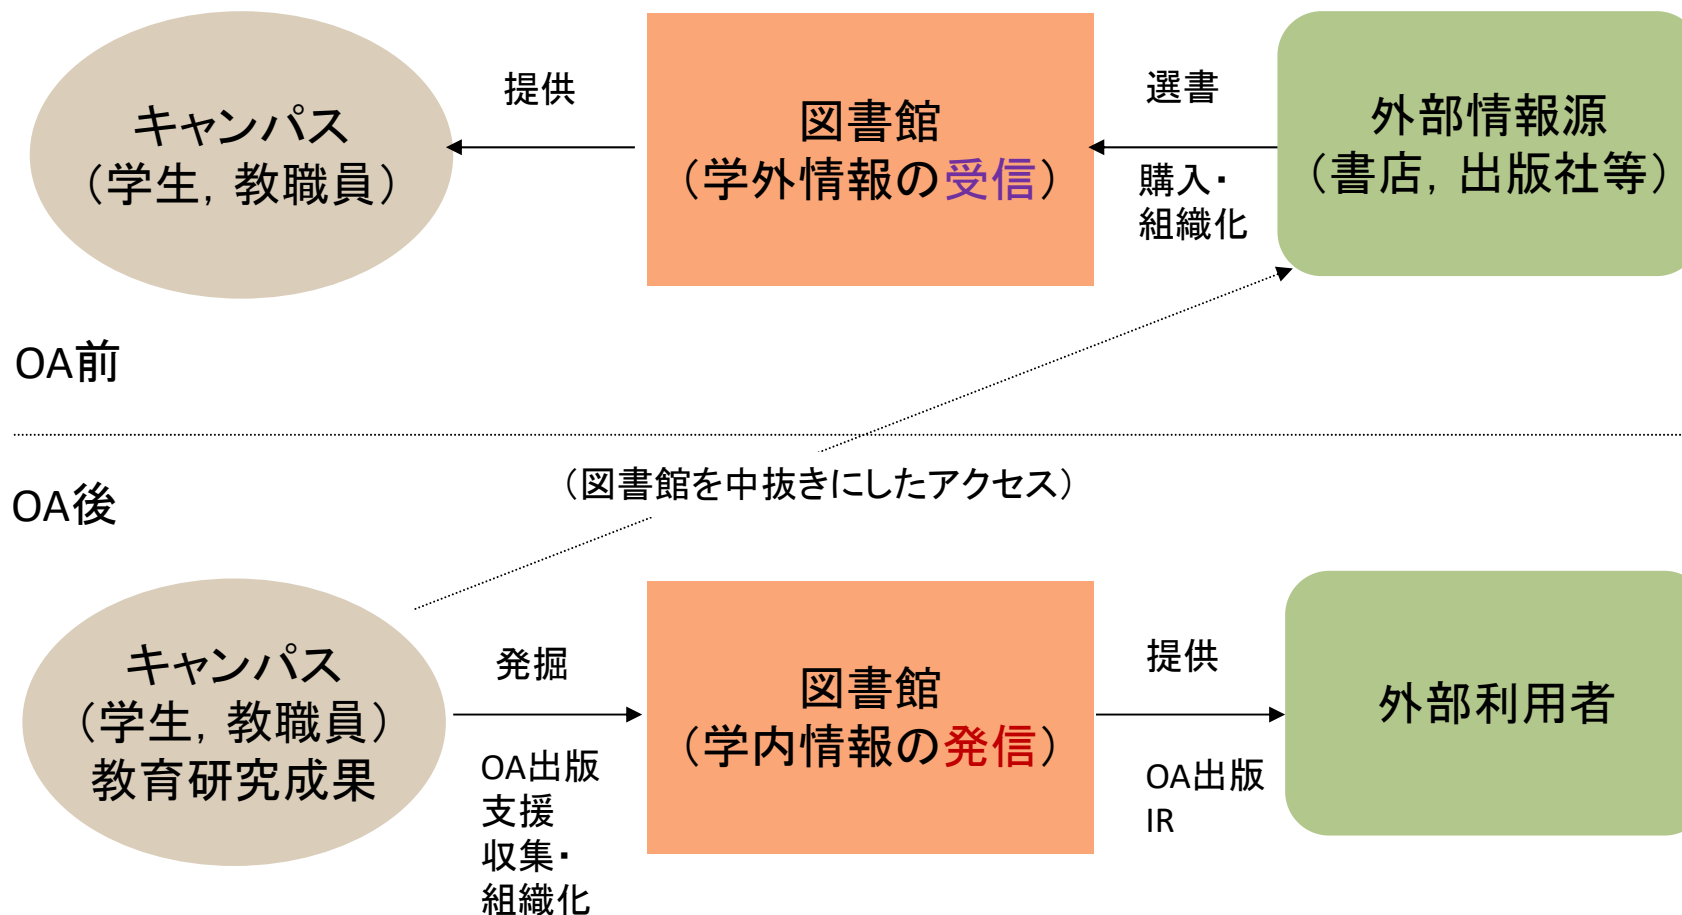 キャンパス
（学生，教職員）
提供
図書館
（学外情報の受信）
選書
購入・
組織化
外部情報源
（書店，出版社等）
OA前
（図書館を中抜きにしたアクセス）
OA後
キャンパス
（学生，教職員）
教育研究成果
発掘
OA出版
支援
収集・
組織化
図書館
（学内情報の発信）
提供
OA出版
IR
外部利用者